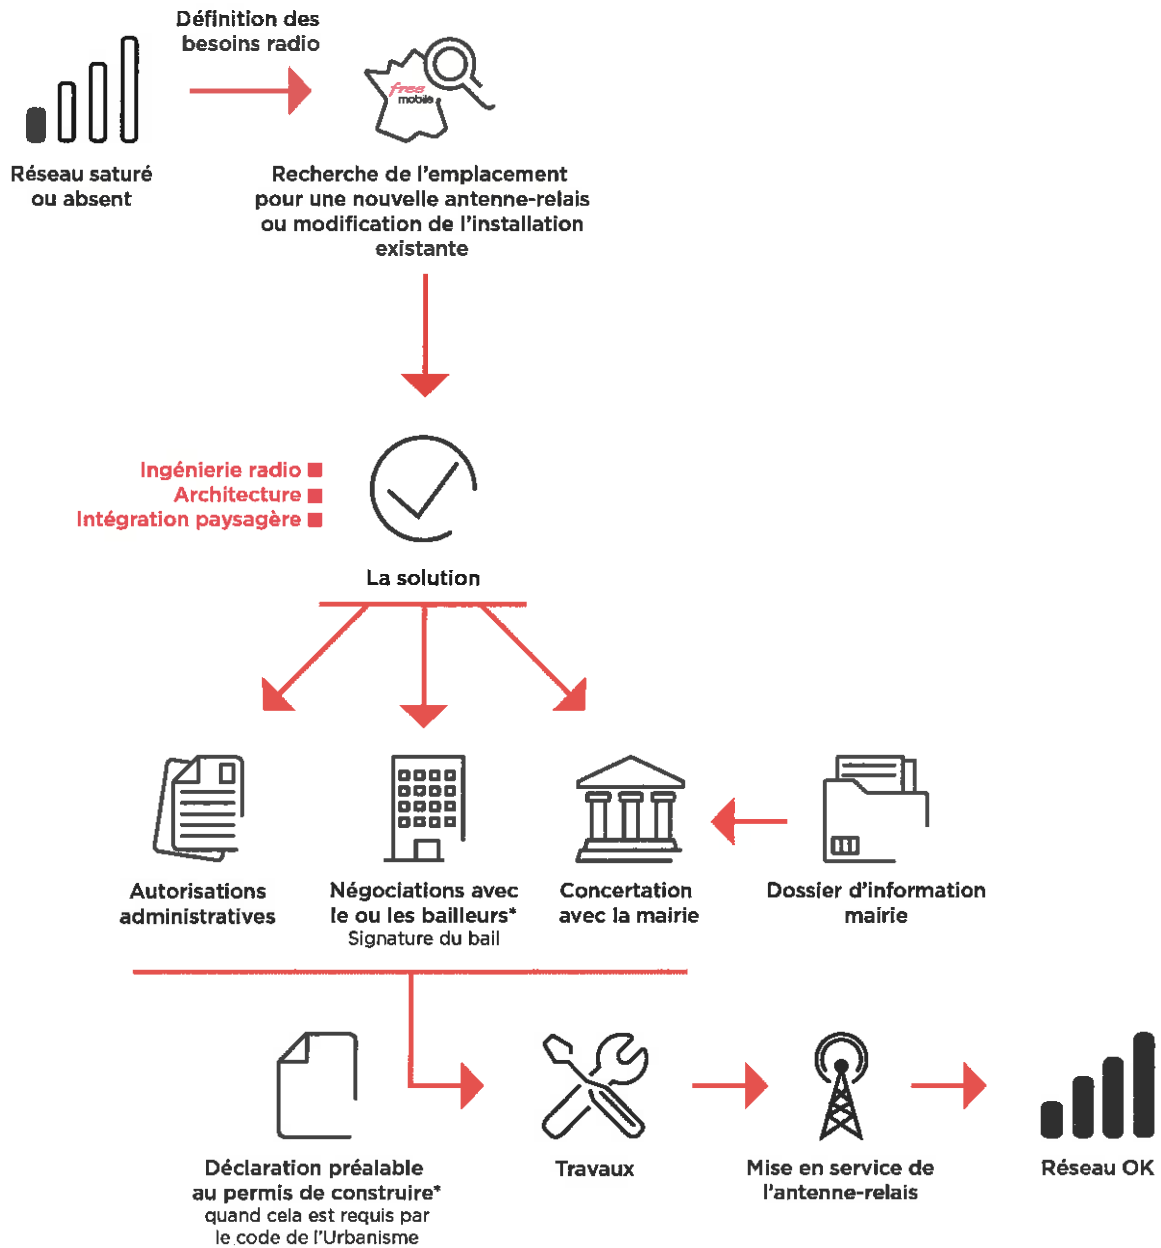 Définition des
besoins radio
free
mobile
Réseau saturé
ou absent
Recherche de l'emplacement
pour une nouvelle antenne-relais
ou modification de l'installation
existante
Ingénierie radio
Architecture
Intégration paysagère
La solution
Autorisations
administratives
Négociations avec
le ou les bailleurs*
Signature du bail
Concertation
avec la mairie
Dossier d'information
mairie
Déclaration préalable
au permis de construire*
quand cela est requis par
le code de l'Urbanisme
Travaux
Mise en service de
l'antenne-relais
Réseau OK